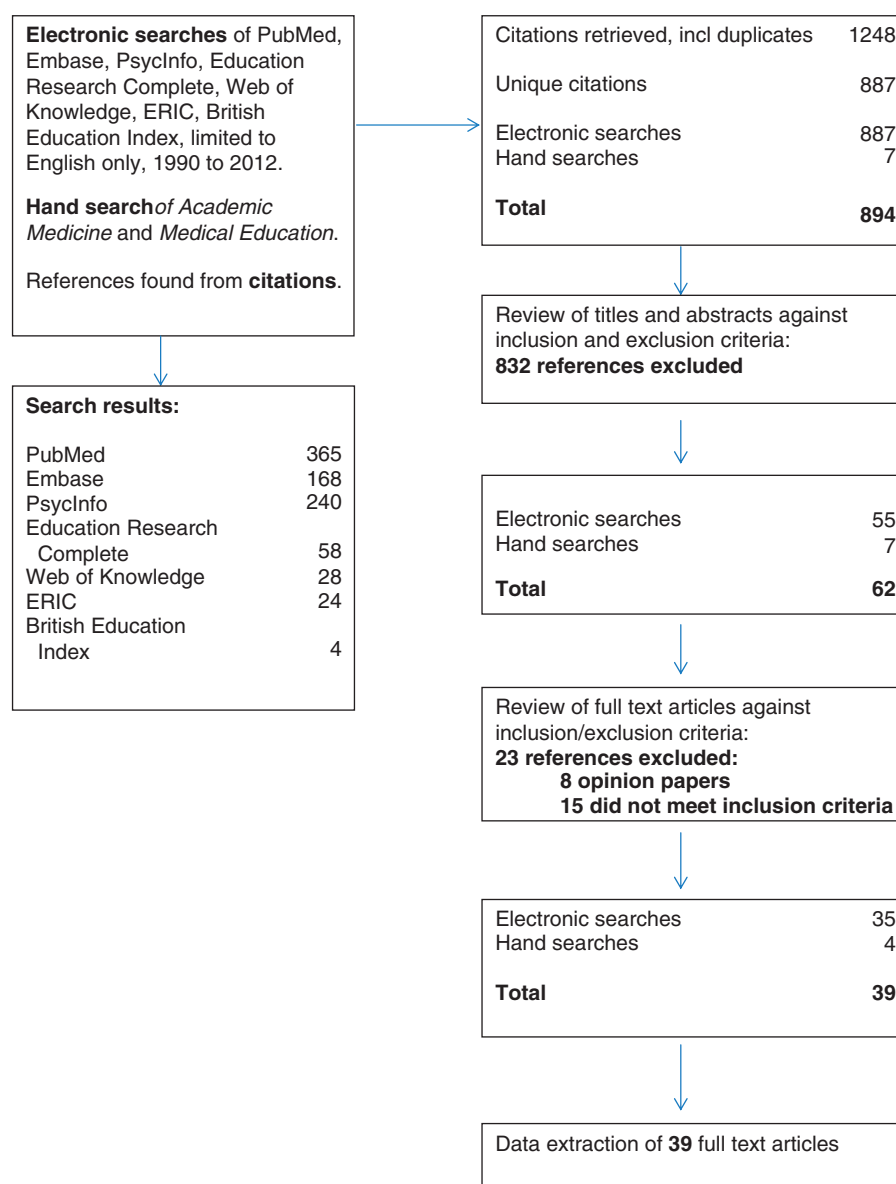 Electronic searches of PubMed,
Embase, PsycInfo, Education
Research Complete, Web of
Knowledge, ERIC, British
Education Index, limited to
English only, 1990 to 2012.
Hand searchof Academic
Medicine and Medical Education.
References found from citations.
Search results:
PubMed 365
Embase 168
PsycInfo 240
Education Research
Complete 58
Web of Knowledge 28
ERIC 24
British Education
Index 4
Citations retrieved, incl duplicates 1248
Unique citations 887
Electronic searches 887
Hand searches 7
Total 894
Review of titles and abstracts against
inclusion and exclusion criteria:
832 references excluded
Electronic searches 55
Hand searches 7
Total 62
Review of full text articles against
inclusion/exclusion criteria:
23 references excluded:
8 opinion papers
15 did not meet inclusion criteria
Electronic searches 35
Hand searches 4
Total 39
Data extraction of 39 full text articles